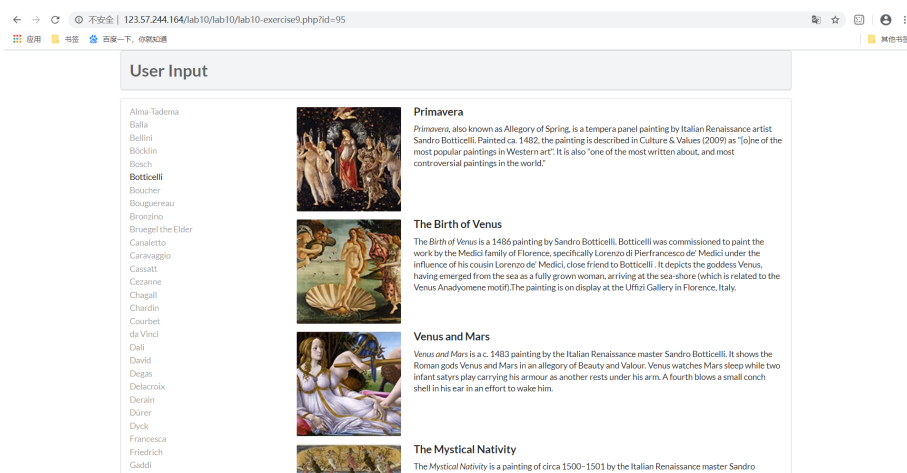 不安全 | 123.57.244.164/lab10/lab10/lab10-exercise9.php?id=95
应用 书签 百度一下，你就知道 其他书签
User Input
Alma-Tadema
Balla
Bellini
Böcklin
Bosch
Botticelli
Boucher
Bouguereau
Bronzino
Bruegel the Elder
Canaletto
Caravaggio
Cassatt
Cezanne
Chagall
Chardin
Courbet
da Vinci
Dali
David
Degas
Delacroix
Derain
Dürer
Dyck
Francesca
Friedrich
Gaddi
Primavera
Primavera, also known as Allegory of Spring, is a tempera panel painting by Italian Renaissance artist
Sandro Botticelli. Painted ca. 1482, the painting is described in Culture & Values (2009) as "[o]ne of the
most popular paintings in Western art". It is also "one of the most written about, and most
controversial paintings in the world."
The Birth of Venus
The Birth of Venus is a 1486 painting by Sandro Botticelli. Botticelli was commissioned to paint the
work by the Medici family of Florence, specifically Lorenzo di Pierfrancesco de' Medici under the
influence of his cousin Lorenzo de' Medici, close friend to Botticelli . It depicts the goddess Venus,
having emerged from the sea as a fully grown woman, arriving at the sea-shore (which is related to the
Venus Anadyomene motif).The painting is on display at the Uffizi Gallery in Florence, Italy.
Venus and Mars
Venus and Mars is a c. 1483 painting by the Italian Renaissance master Sandro Botticelli. It shows the
Roman gods Venus and Mars in an allegory of Beauty and Valour. Venus watches Mars sleep while two
infant satyrs play carrying his armour as another rests under his arm. A fourth blows a small conch
shell in his ear in an effort to wake him.
The Mystical Nativity
The Mystical Nativity is a painting of circa 1500–1501 by the Italian Renaissance master Sandro